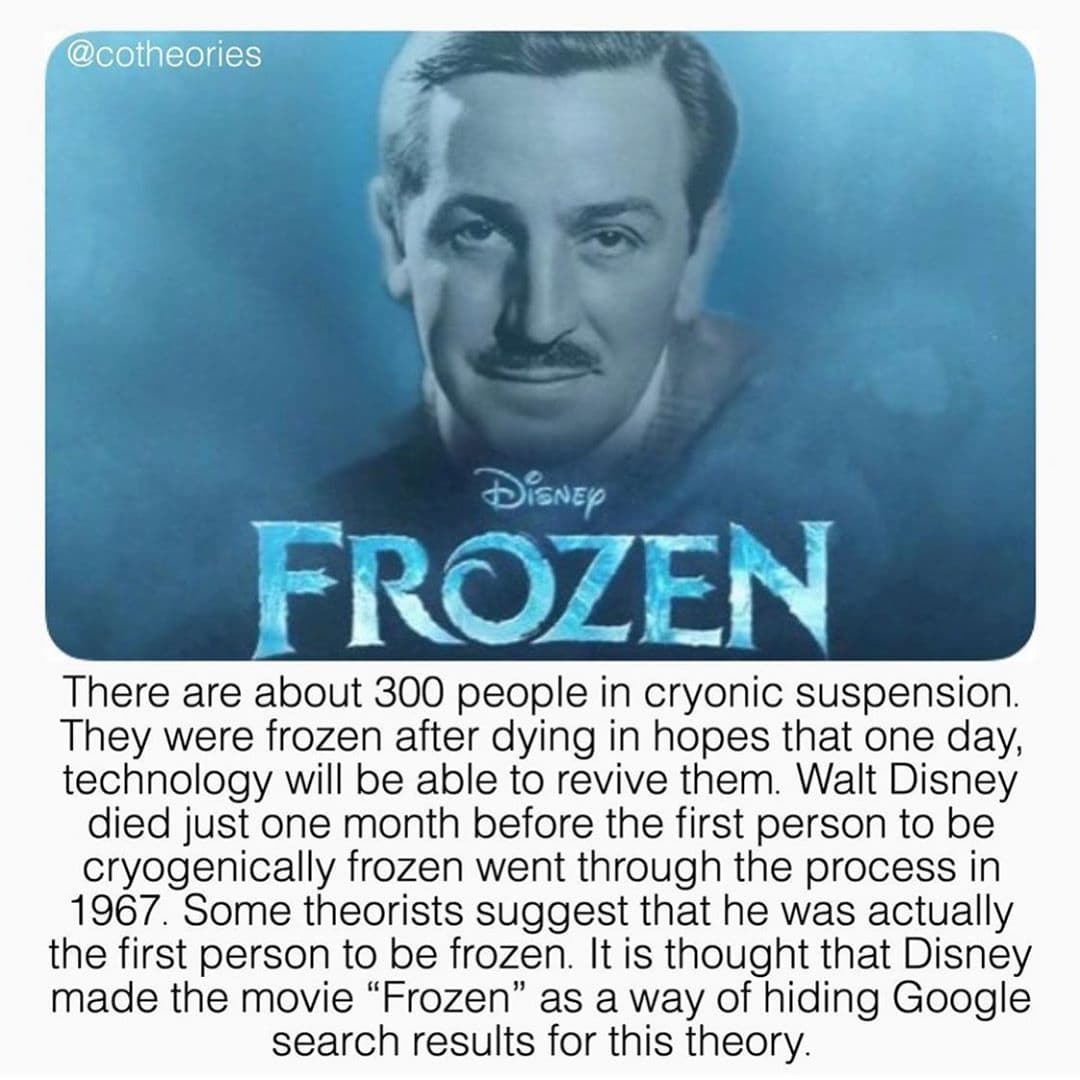 @cotheories
Disney
FROZEN
There are about 300 people in cryonic suspension.
They were frozen after dying in hopes that one day,
technology will be able to revive them. Walt Disney
died just one month before the first person to be
cryogenically frozen went through the process in
1967. Some theorists suggest that he was actually
the first person to be frozen. It is thought that Disney
made the movie “Frozen” as a way of hiding Google
search results for this theory.